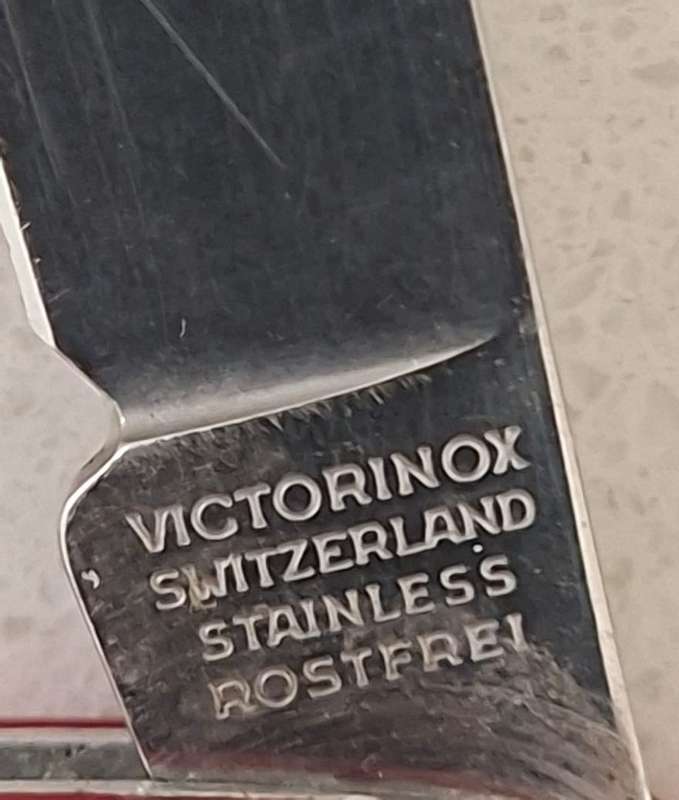 VICTORINOX
SWITZERLAND
STAINLESS
ROSTFREI